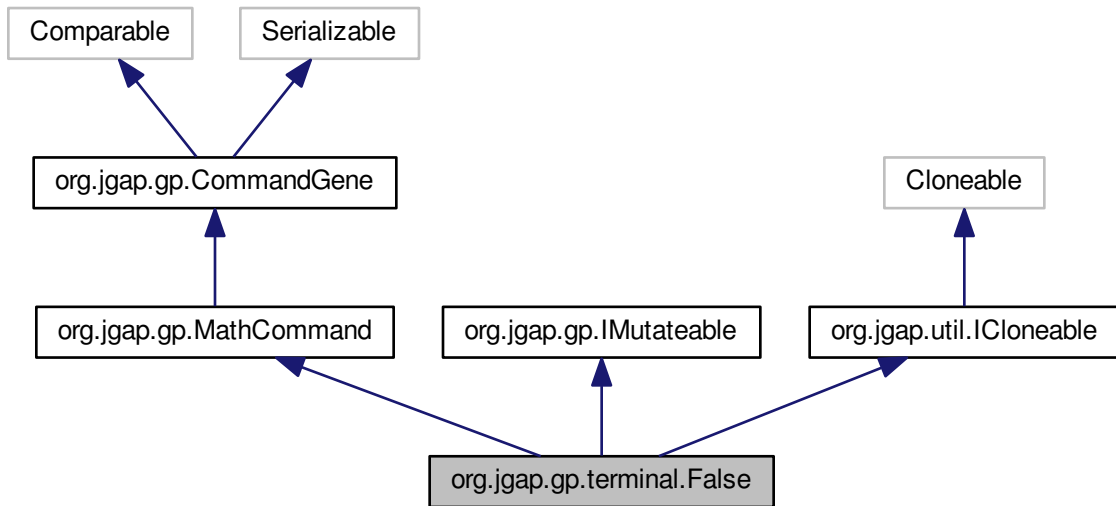 Comparable
Serializable
org.jgap.gp.CommandGene
Cloneable
org.jgap.gp.MathCommand
org.jgap.gp.IMutateable
org.jgap.util.ICloneable
org.jgap.gp.terminal.False